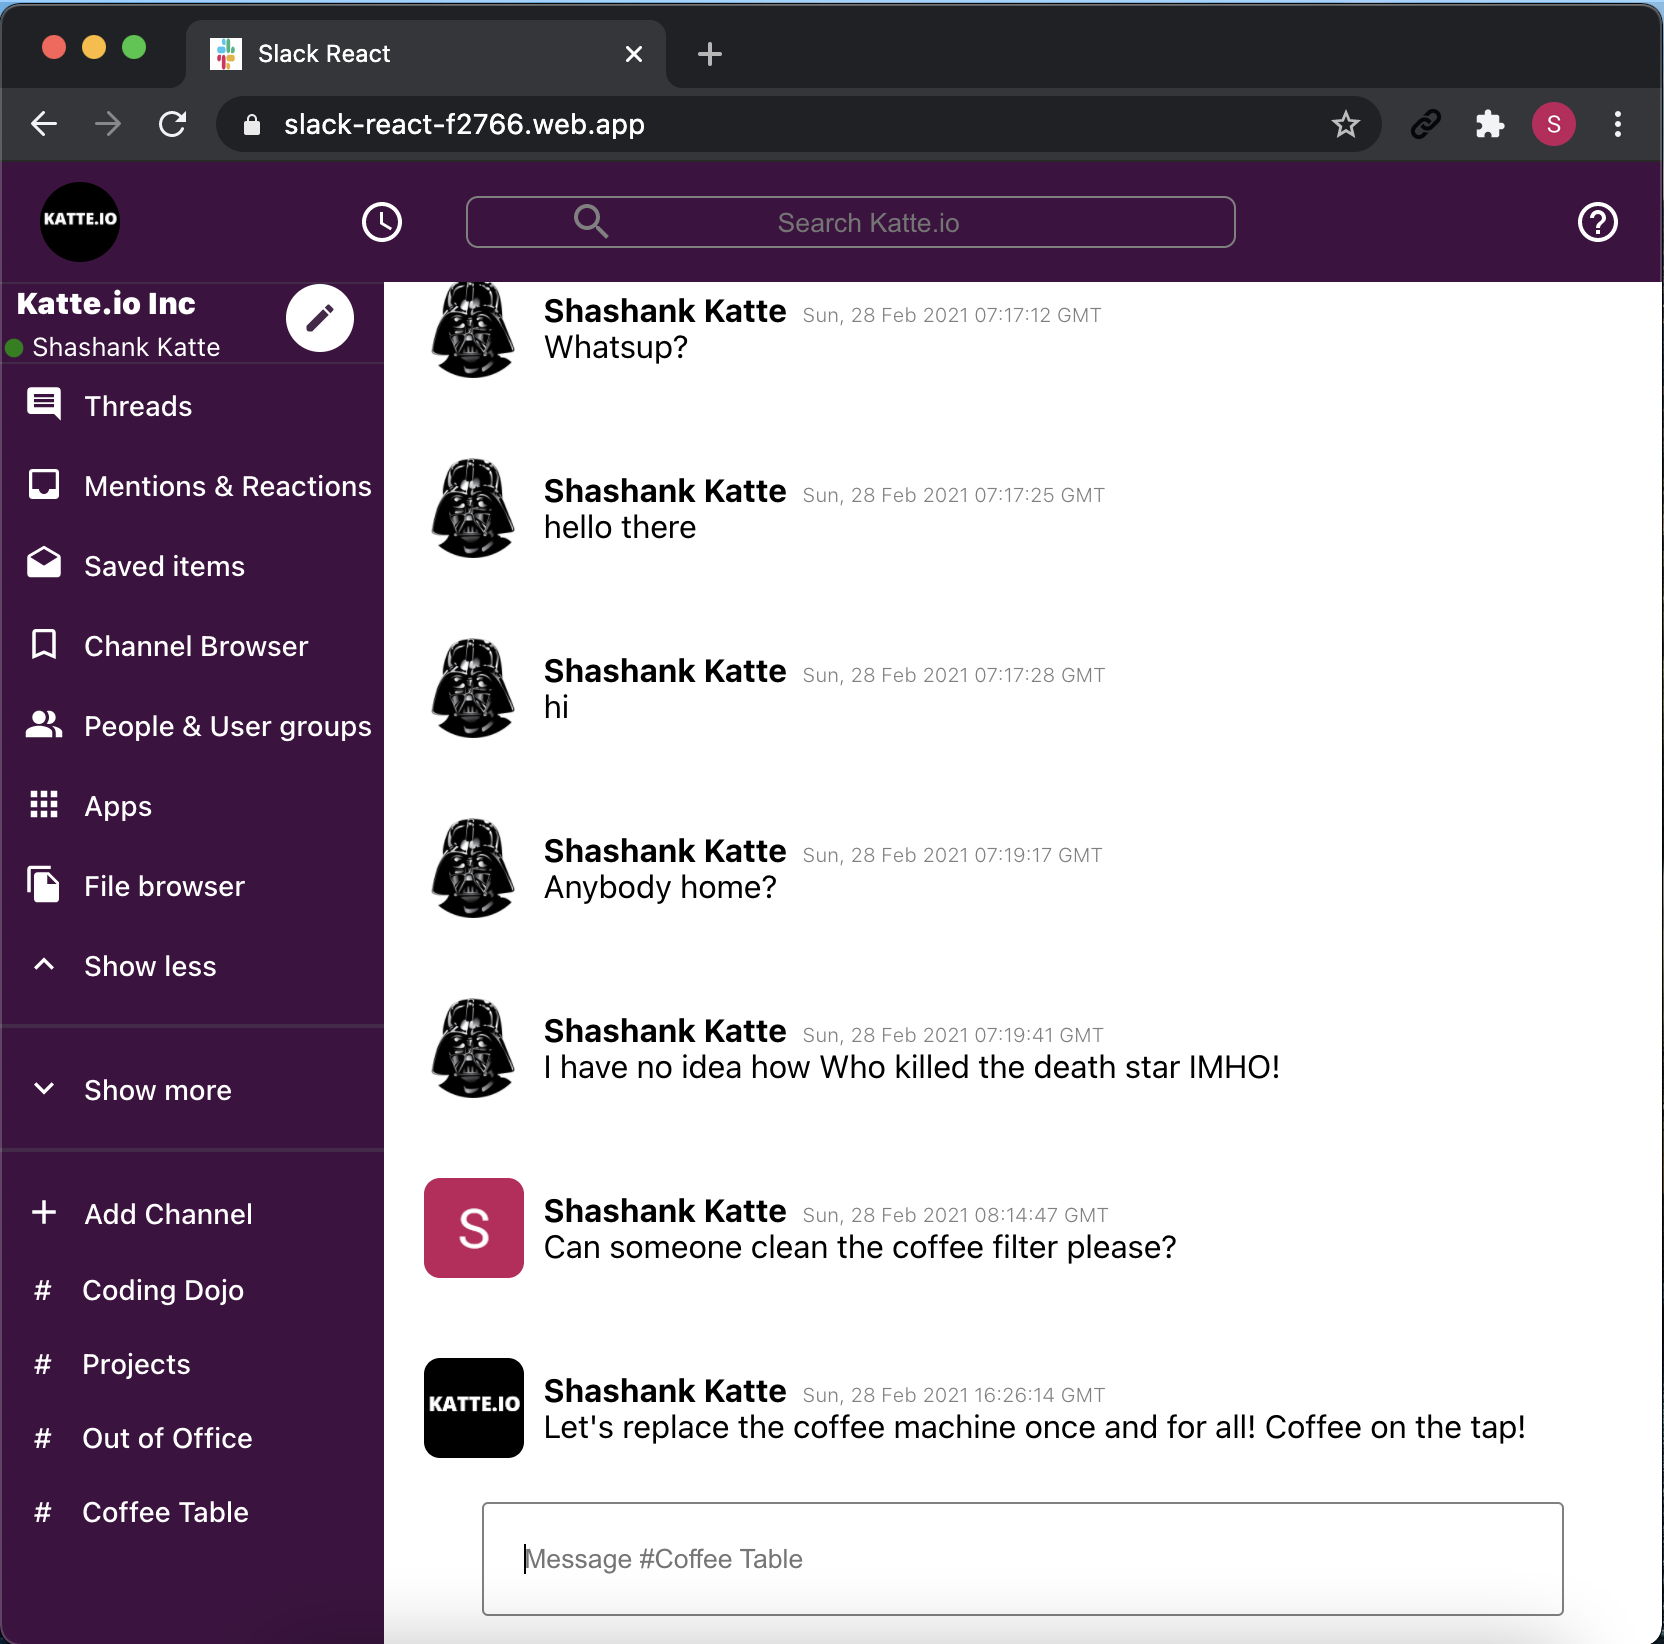 Slack React
slack-react-f2766.web.app
S
KATTE.IO
Search Katte.io
Katte.io Inc
Shashank Katte
Threads
Mentions & Reactions
Saved items
Channel Browser
People & User groups
Apps
File browser
Show less
Show more
Add Channel
# Coding Dojo
# Projects
# Out of Office
# Coffee Table
Shashank Katte Sun, 28 Feb 2021 07:17:12 GMT
Whatsup?
Shashank Katte Sun, 28 Feb 2021 07:17:25 GMT
hello there
Shashank Katte Sun, 28 Feb 2021 07:17:28 GMT
hi
Shashank Katte Sun, 28 Feb 2021 07:19:17 GMT
Anybody home?
Shashank Katte Sun, 28 Feb 2021 07:19:41 GMT
I have no idea how Who killed the death star IMHO!
S
Shashank Katte Sun, 28 Feb 2021 08:14:47 GMT
Can someone clean the coffee filter please?
KATTE.IO
Shashank Katte Sun, 28 Feb 2021 16:26:14 GMT
Let's replace the coffee machine once and for all! Coffee on the tap!
Message #Coffee Table